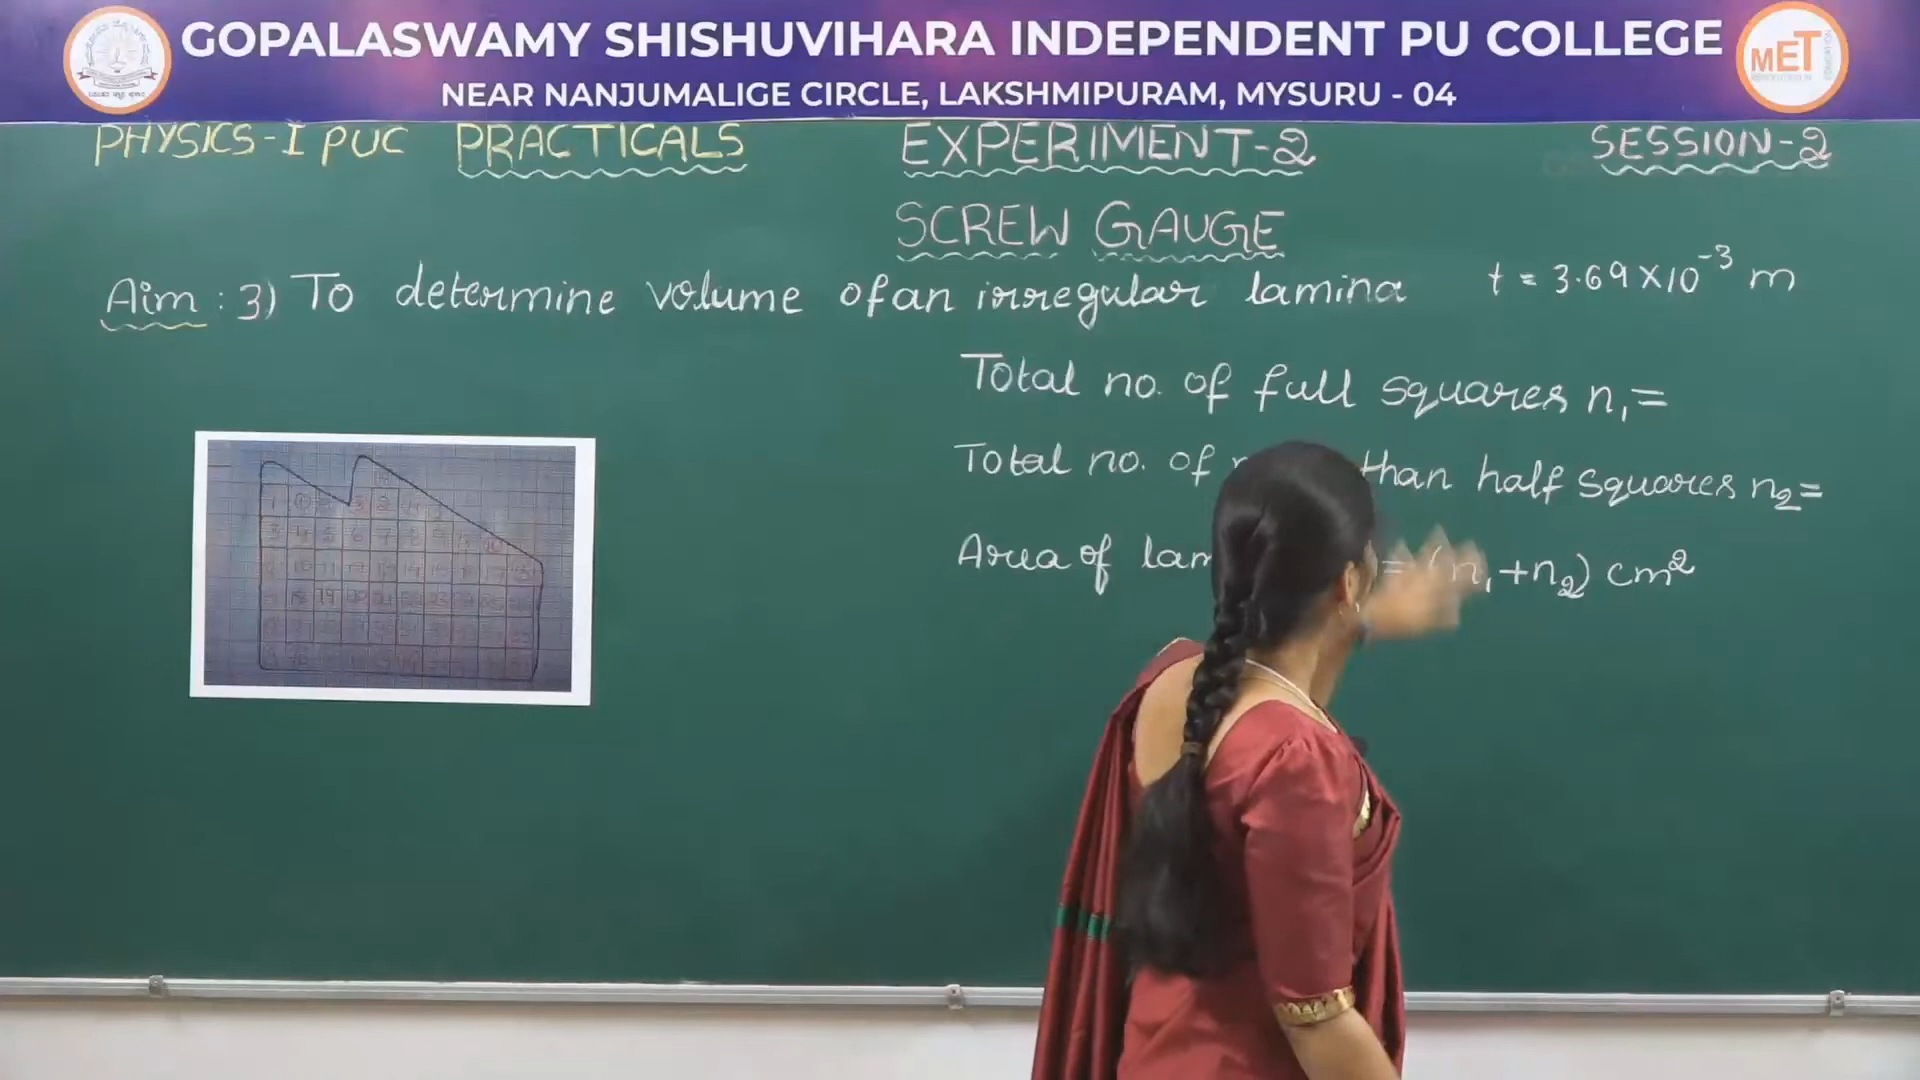 GOPALASWAMY SHISHUVIHARA INDEPENDENT PU COLLEGE
NEAR NANJUMALIGE CIRCLE, LAKSHMIPURAM, MYSURU - 04
MET
PHYSICS-I PUC PRACTICALS EXPERIMENT-2 SESSION-2
SCREW GAUGE
Aim : 3) To determine volume of an irregular lamina t = 3.69 × 10⁻³ m
Total no. of full squares n₁ =
Total no. of than half squares n₂ =
Area of lam = (n₁ + n₂) cm²